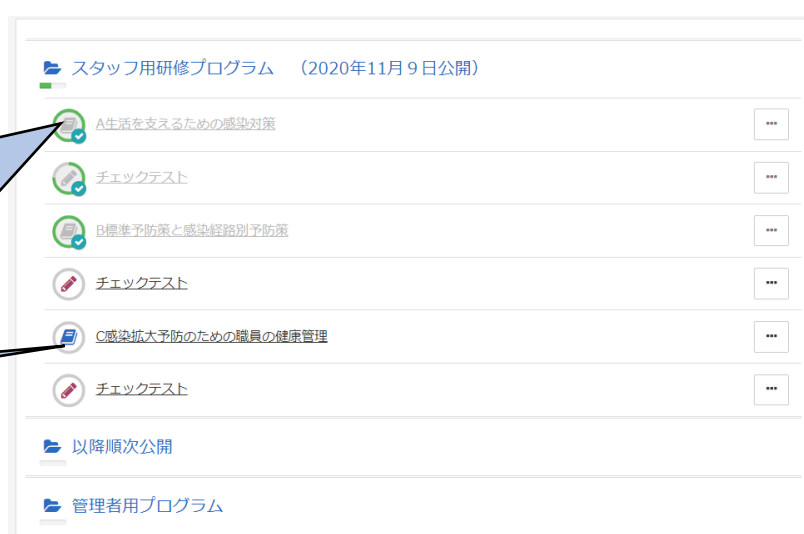 スタッフ用研修プログラム　（2020年11月９日公開）
A生活を支えるための感染対策
チェックテスト
B標準予防策と感染経路別予防策
チェックテスト
C感染拡大予防のための職員の健康管理
チェックテスト
以降順次公開
管理者用プログラム